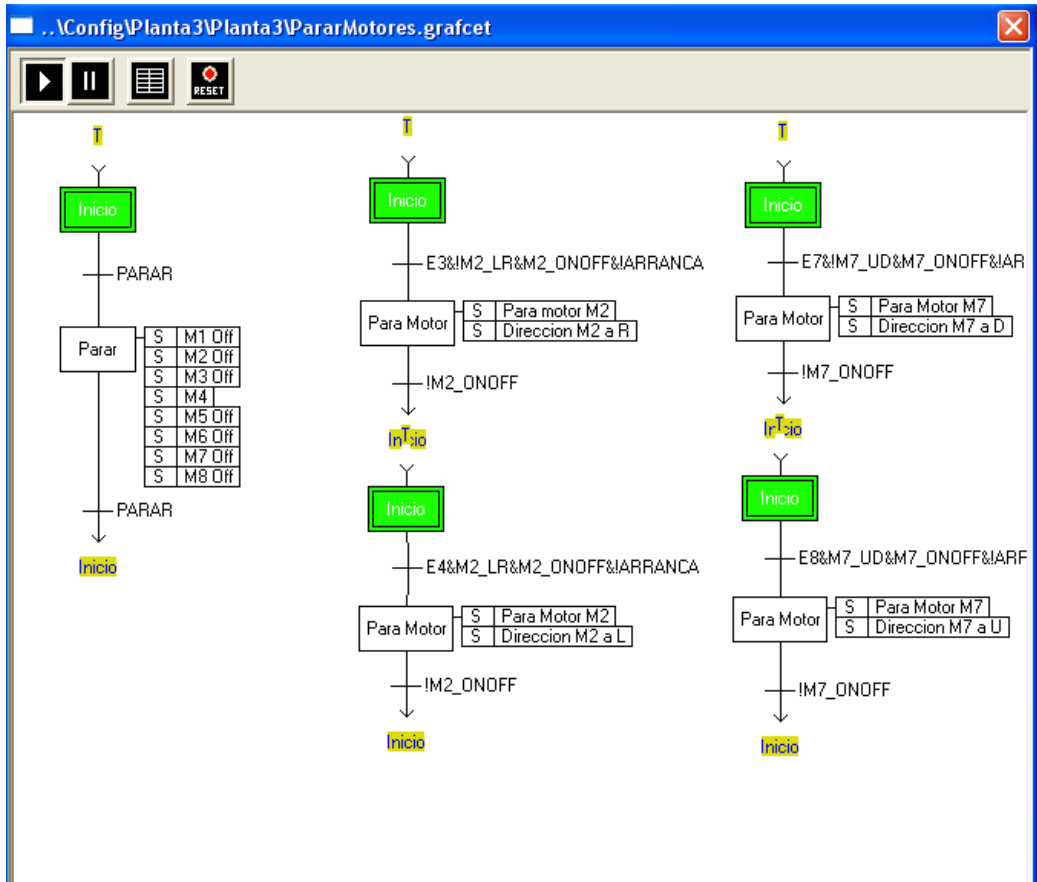 ..\Config\Planta3\Planta3\PararMotores.grafcet
RESET
T
Inicio
PARAR
Parar
S M1 Off
S M2 Off
S M3 Off
S M4
S M5 Off
S M6 Off
S M7 Off
S M8 Off
PARAR
Inicio
T
Inicio
E3&!M2_LR&M2_ONOFF&!ARRANCA
Para Motor
S Para motor M2
S Direccion M2 a R
!M2_ONOFF
Inicio
T
Inicio
E4&M2_LR&M2_ONOFF&!ARRANCA
Para Motor
S Para Motor M2
S Direccion M2 a L
!M2_ONOFF
Inicio
T
Inicio
E7&!M7_UD&M7_ONOFF&!AR
Para Motor
S Para Motor M7
S Direccion M7 a D
!M7_ONOFF
Inicio
T
Inicio
E8&M7_UD&M7_ONOFF&!ARF
Para Motor
S Para Motor M7
S Direccion M7 a U
!M7_ONOFF
Inicio